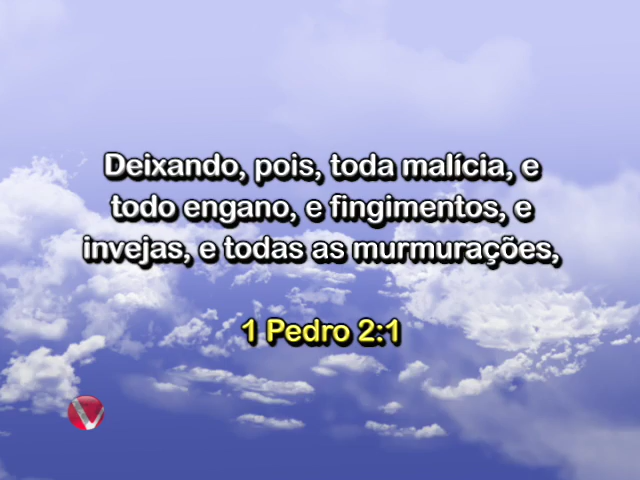 Deixando, pois, toda malícia, e
todo engano, e fingimentos, e
invejas, e todas as murmurações,
1 Pedro 2:1
V